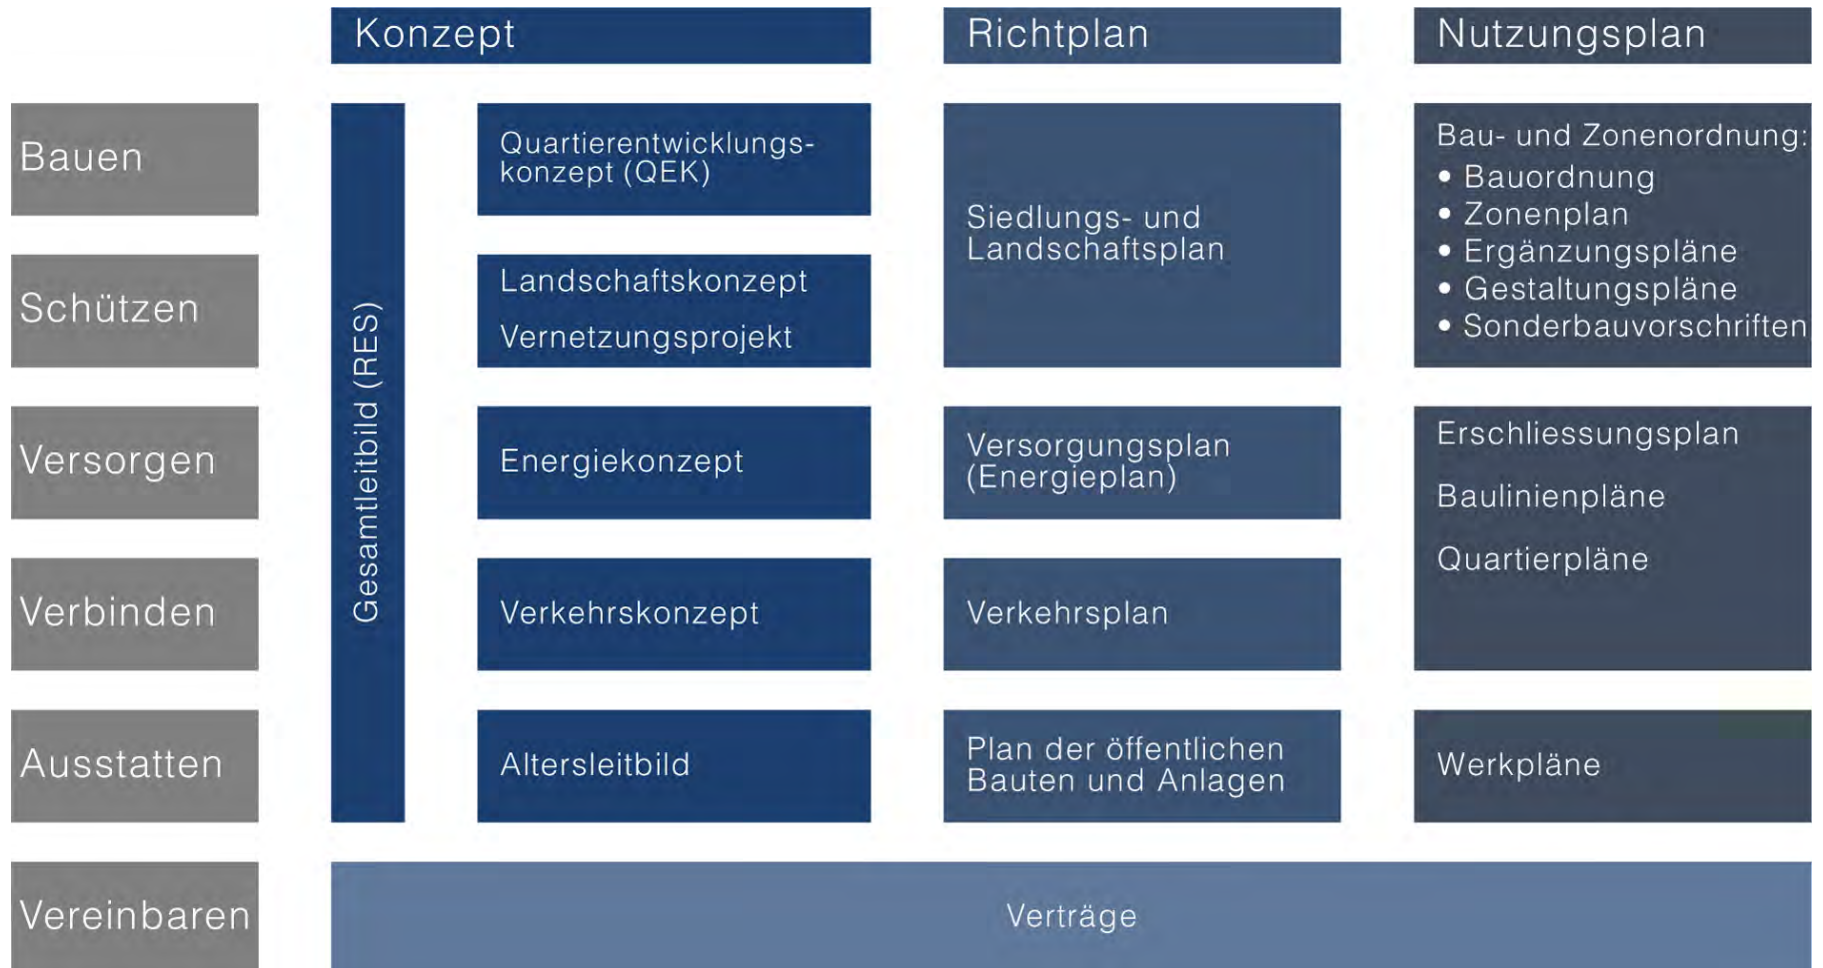 Konzept
Richtplan
Nutzungsplan
Bauen
Schützen
Versorgen
Verbinden
Ausstatten
Vereinbaren
Gesamtleitbild (RES)
Quartierentwicklungs-
konzept (QEK)
Landschaftskonzept
Vernetzungsprojekt
Energiekonzept
Verkehrskonzept
Altersleitbild
Siedlungs- und
Landschaftsplan
Versorgungsplan
(Energieplan)
Verkehrsplan
Plan der öffentlichen
Bauten und Anlagen
Bau- und Zonenordnung:
• Bauordnung
• Zonenplan
• Ergänzungspläne
• Gestaltungspläne
• Sonderbauvorschriften
Erschliessungsplan
Baulinienpläne
Quartierpläne
Werkpläne
Verträge